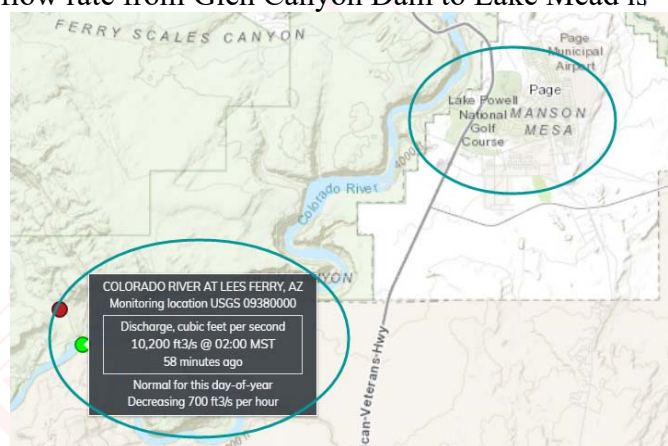 flow rate from Glen Canyon Dam to Lake Mead is
FERRY SCALES CANYON
Page
Municipal
Airport
Page
Lake Powell
National
Golf
Course
MANSON
MESA
4000 ft
Colorado River
YON
COLORADO RIVER AT LEES FERRY, AZ
Monitoring location USGS 09380000
Discharge, cubic feet per second
10,200 ft3/s @ 02:00 MST
58 minutes ago
Normal for this day-of-year
Decreasing 700 ft3/s per hour
can-Veterans-Hwy